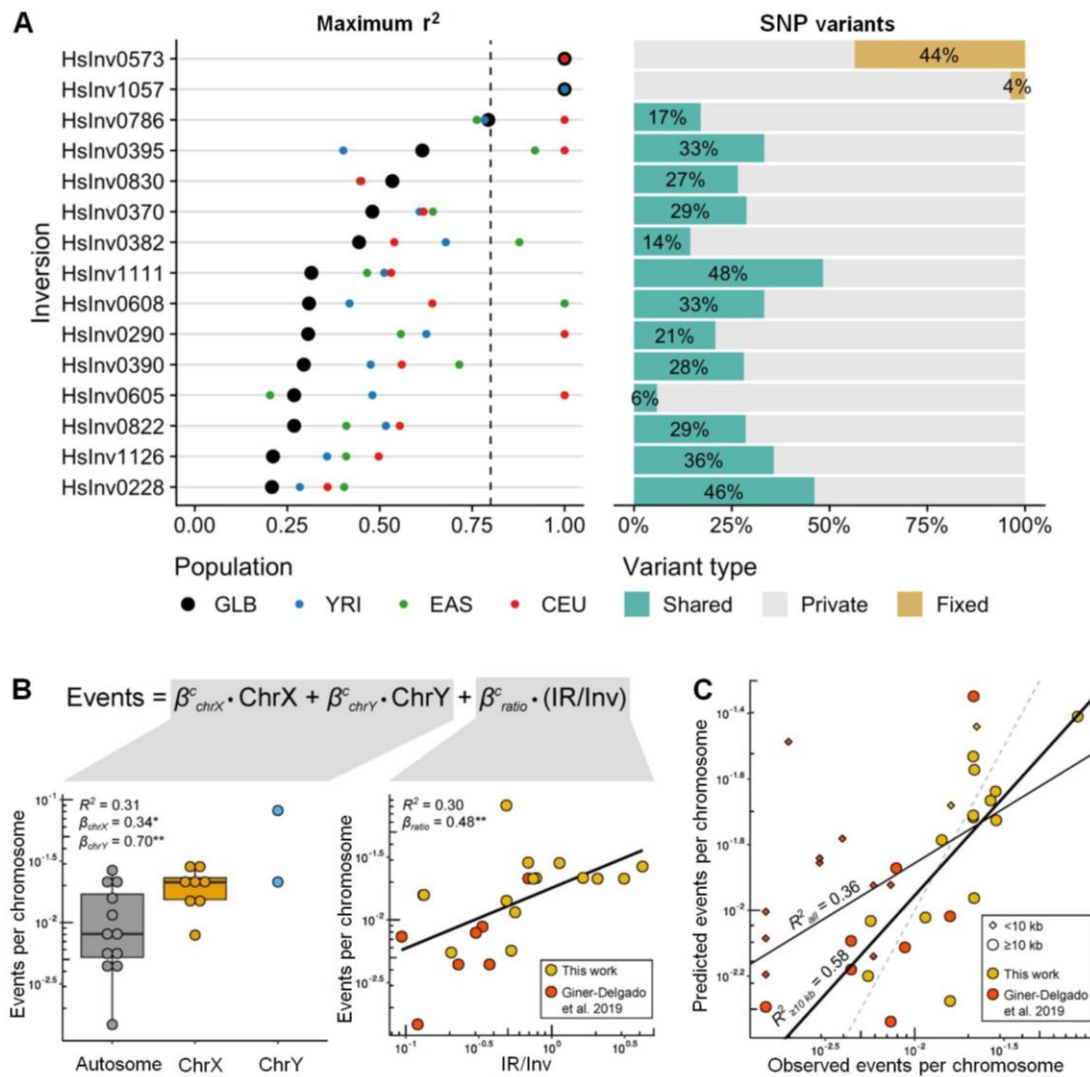 A
Maximum r²
SNP variants
Inversion
HsInv0573
HsInv1057
HsInv0786
HsInv0395
HsInv0830
HsInv0370
HsInv0382
HsInv1111
HsInv0608
HsInv0290
HsInv0390
HsInv0605
HsInv0822
HsInv1126
HsInv0228
44%
4%
17%
33%
27%
29%
14%
48%
33%
21%
28%
6%
29%
36%
46%
0.00 0.25 0.50 0.75 1.00
0% 25% 50% 75% 100%
Population
GLB YRI EAS CEU
Variant type
Shared Private Fixed
B
Events = β^c_chrX · ChrX + β^c_chrY · ChrY + β^c_ratio · (IR/Inv)
Events per chromosome
10^-1
10^-1.5
10^-2
10^-2.5
R² = 0.31
β_chrX = 0.34*
β_chrY = 0.70**
Autosome ChrX ChrY
Events per chromosome
10^-1
10^-1.5
10^-2
10^-2.5
R² = 0.30
β_ratio = 0.48**
This work
Giner-Delgado
et al. 2019
10^-1 10^-0.5 10^0 10^0.5
IR/Inv
C
Predicted events per chromosome
10^-1.4
10^-1.6
10^-1.8
10^-2
10^-2.2
R²_all = 0.36
R²_≥10 kb = 0.58
<10 kb
≥10 kb
This work
Giner-Delgado
et al. 2019
10^-2.5 10^-2 10^-1.5
Observed events per chromosome